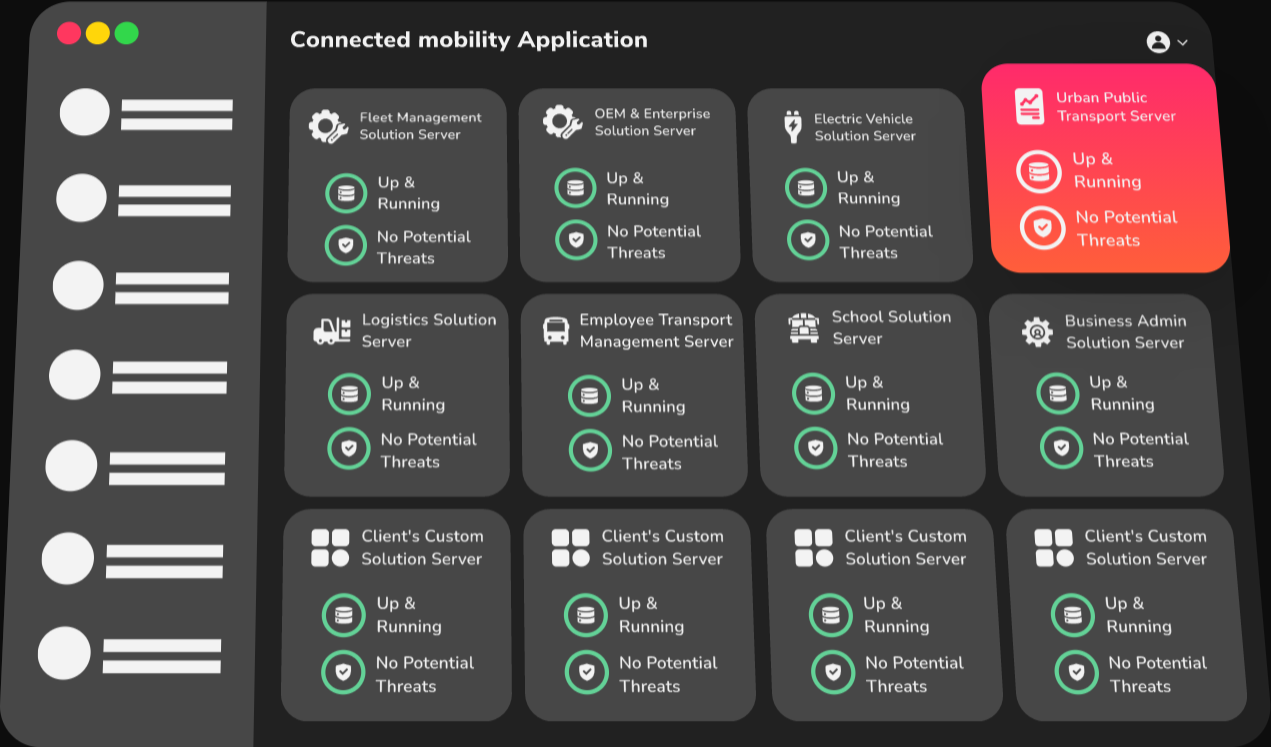 Connected mobility Application
Fleet Management
Solution Server
Up &
Running
No Potential
Threats
OEM & Enterprise
Solution Server
Up &
Running
No Potential
Threats
Electric Vehicle
Solution Server
Up &
Running
No Potential
Threats
Urban Public
Transport Server
Up &
Running
No Potential
Threats
Logistics Solution
Server
Up &
Running
No Potential
Threats
Employee Transport
Management Server
Up &
Running
No Potential
Threats
School Solution
Server
Up &
Running
No Potential
Threats
Business Admin
Solution Server
Up &
Running
No Potential
Threats
Client's Custom
Solution Server
Up &
Running
No Potential
Threats
Client's Custom
Solution Server
Up &
Running
No Potential
Threats
Client's Custom
Solution Server
Up &
Running
No Potential
Threats
Client's Custom
Solution Server
Up &
Running
No Potential
Threats